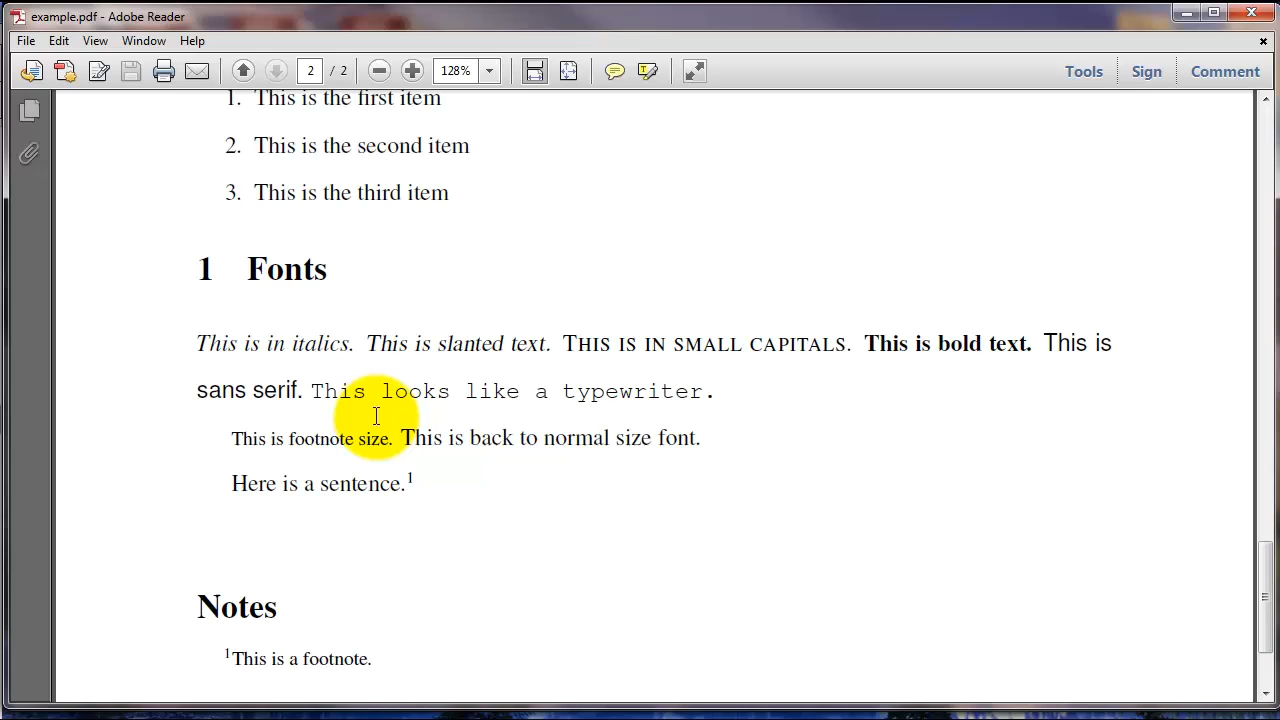 example.pdf - Adobe Reader
File Edit View Window Help
2 / 2 128% Tools Sign Comment
1. This is the first item
2. This is the second item
3. This is the third item
1 Fonts
This is in italics. This is slanted text. THIS IS IN SMALL CAPITALS. This is bold text. This is
sans serif. This looks like a typewriter.
This is footnote size. This is back to normal size font.
Here is a sentence.1
Notes
1This is a footnote.